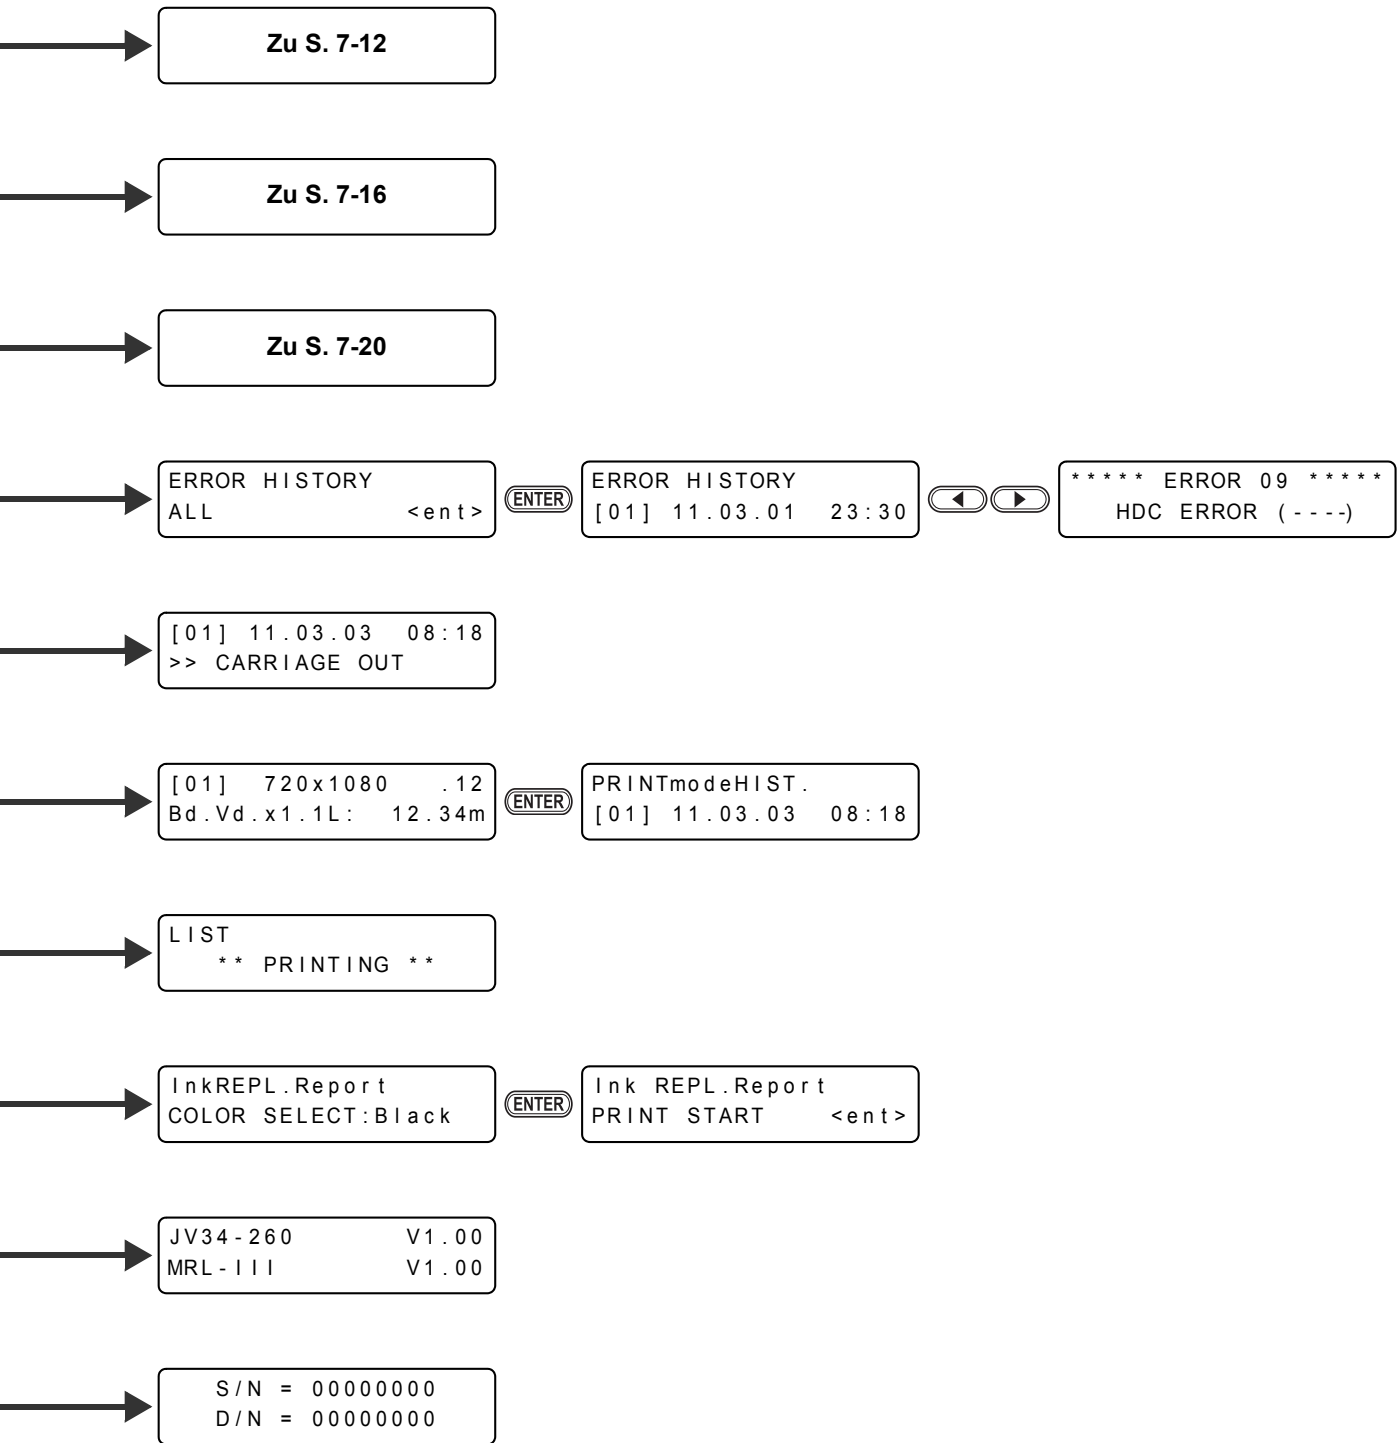 Zu S. 7-12
Zu S. 7-16
Zu S. 7-20
ERROR HISTORY
ALL <ent>
ENTER
ERROR HISTORY
[01] 11.03.01 23:30
***** ERROR 09 *****
HDC ERROR (----)
[01] 11.03.03 08:18
>> CARRIAGE OUT
[01] 720x1080 .12
Bd.Vd.x1.1L: 12.34m
ENTER
PRINTmodeHIST.
[01] 11.03.03 08:18
LIST
** PRINTING **
InkREPL.Report
COLOR SELECT:Black
ENTER
Ink REPL.Report
PRINT START <ent>
JV34-260 V1.00
MRL-III V1.00
S/N = 00000000
D/N = 00000000